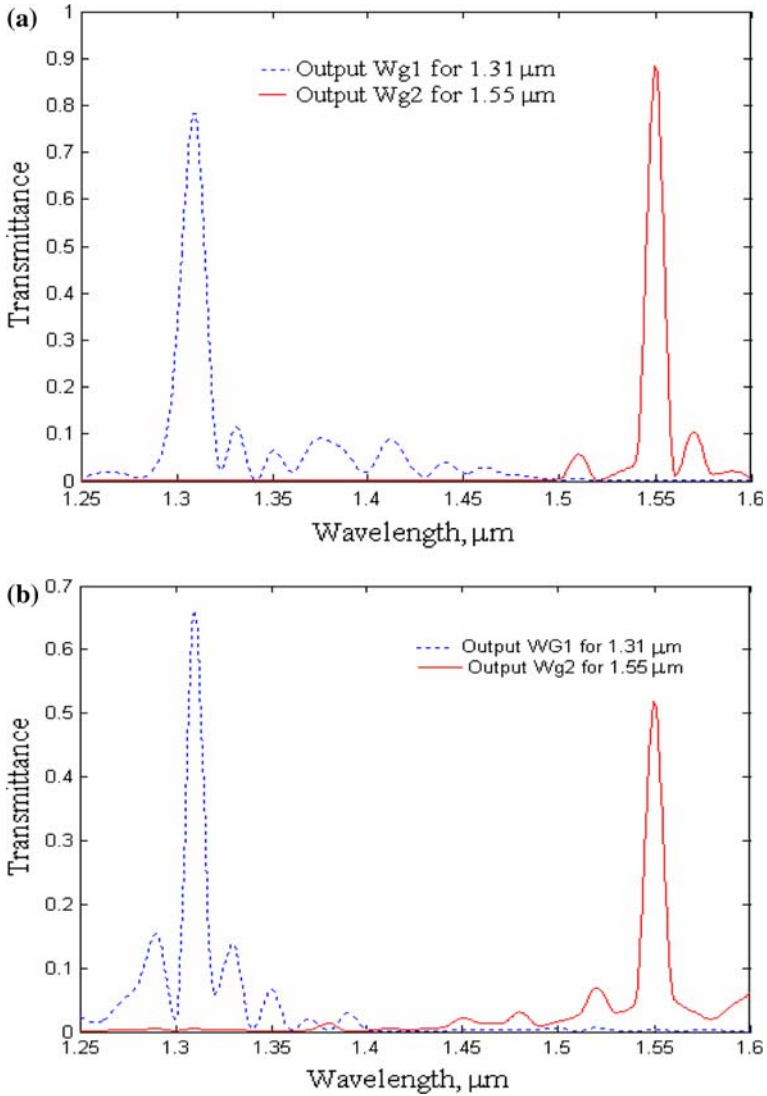 (a)
1
0.9
0.8
0.7
0.6
0.5
0.4
0.3
0.2
0.1
0
Transmittance
Output Wg1 for 1.31 μm
Output Wg2 for 1.55 μm
1.25 1.3 1.35 1.4 1.45 1.5 1.55 1.6
Wavelength, μm
(b)
0.7
0.6
0.5
0.4
0.3
0.2
0.1
0
Transmittance
Output WG1 for 1.31 μm
Output Wg2 for 1.55 μm
1.25 1.3 1.35 1.4 1.45 1.5 1.55 1.6
Wavelength, μm